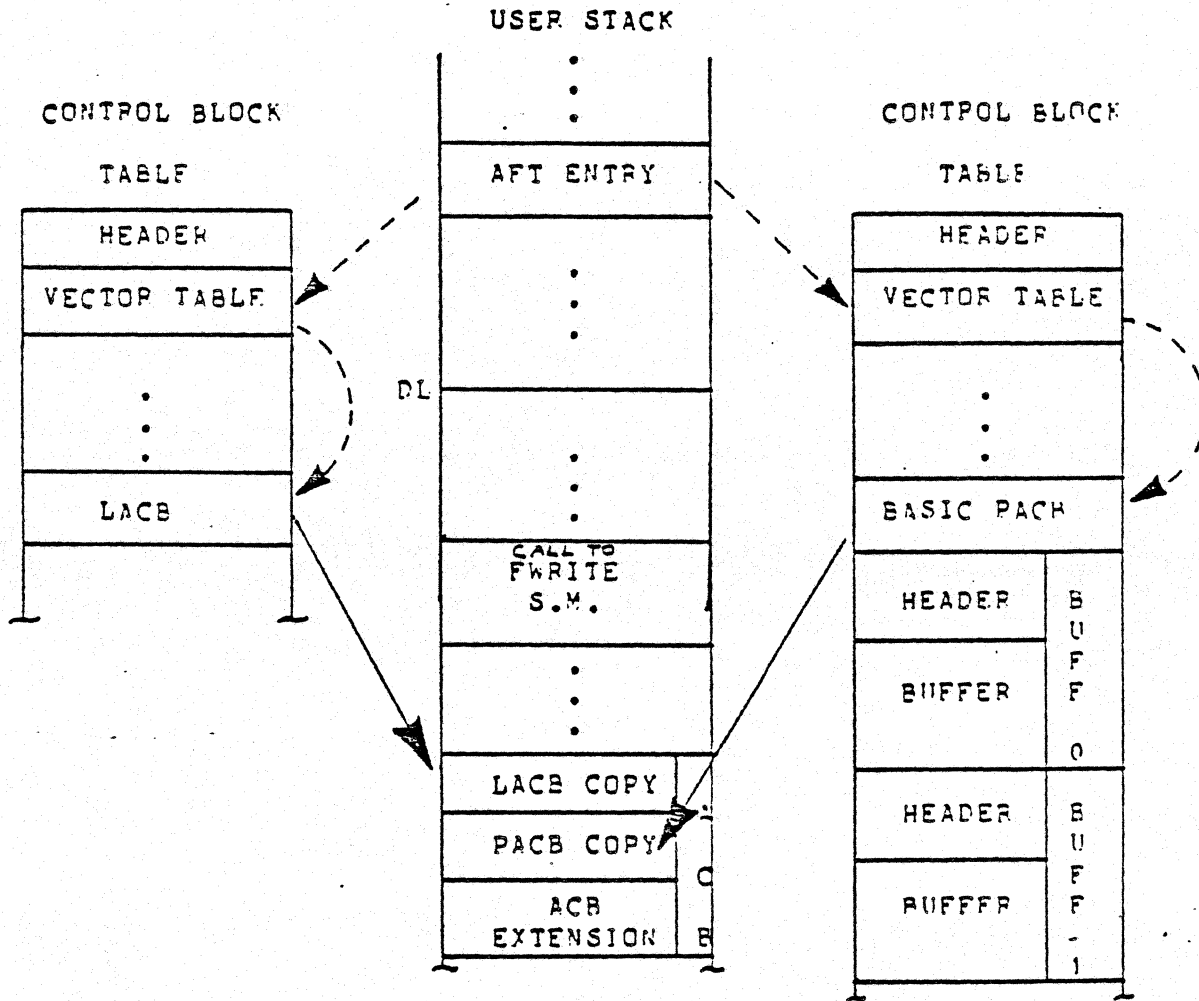 USER STACK
CONTROL BLOCK
TABLE
HEADER
VECTOR TABLE
LACB
AFT ENTRY
DL
CALL TO
FWRITE
S.M.
LACB COPY
PACB COPY
ACB
EXTENSION
C
B
CONTROL BLOCK
TABLE
HEADER
VECTOR TABLE
BASIC PACB
HEADER
BUFFER
BUFF 0
HEADER
BUFFER
BUFF-1